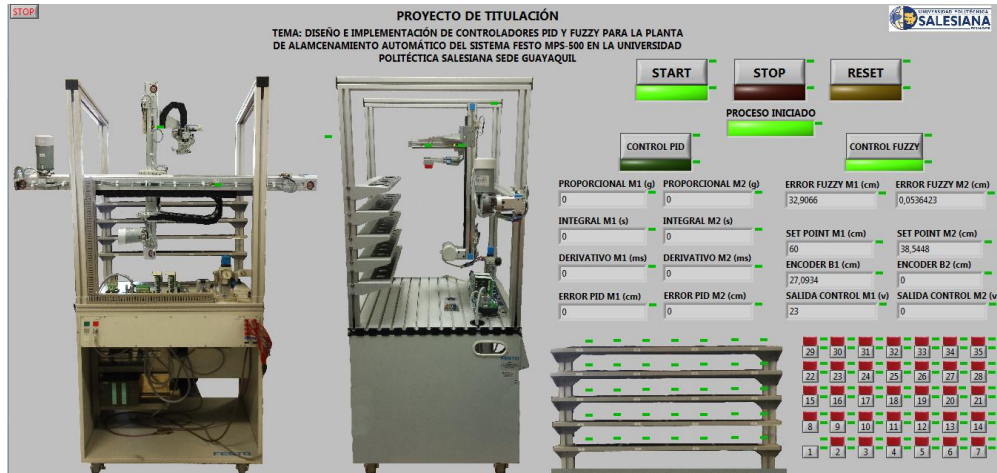 STOP
PROYECTO DE TITULACIÓN
TEMA: DISEÑO E IMPLEMENTACIÓN DE CONTROLADORES PID Y FUZZY PARA LA PLANTA
DE ALAMCENAMIENTO AUTOMÁTICO DEL SISTEMA FESTO MPS-500 EN LA UNIVERSIDAD
POLITÉCTICA SALESIANA SEDE GUAYAQUIL
UNIVERSIDAD POLITÉCNICA
SALESIANA
START STOP RESET
PROCESO INICIADO
CONTROL PID CONTROL FUZZY
PROPORCIONAL M1 (g) PROPORCIONAL M2 (g) ERROR FUZZY M1 (cm) ERROR FUZZY M2 (cm)
0 0 32,9066 0,0536423
INTEGRAL M1 (s) INTEGRAL M2 (s) SET POINT M1 (cm) SET POINT M2 (cm)
0 0 60 38,5448
DERIVATIVO M1 (ms) DERIVATIVO M2 (ms) ENCODER B1 (cm) ENCODER B2 (cm)
0 0 27,0934 0
ERROR PID M1 (cm) ERROR PID M2 (cm) SALIDA CONTROL M1 (v) SALIDA CONTROL M2 (v
0 0 23 0
29 30 31 32 33 34 35
22 23 24 25 26 27 28
15 16 17 18 19 20 21
8 9 10 11 12 13 14
1 2 3 4 5 6 7
FESTO
FESTO